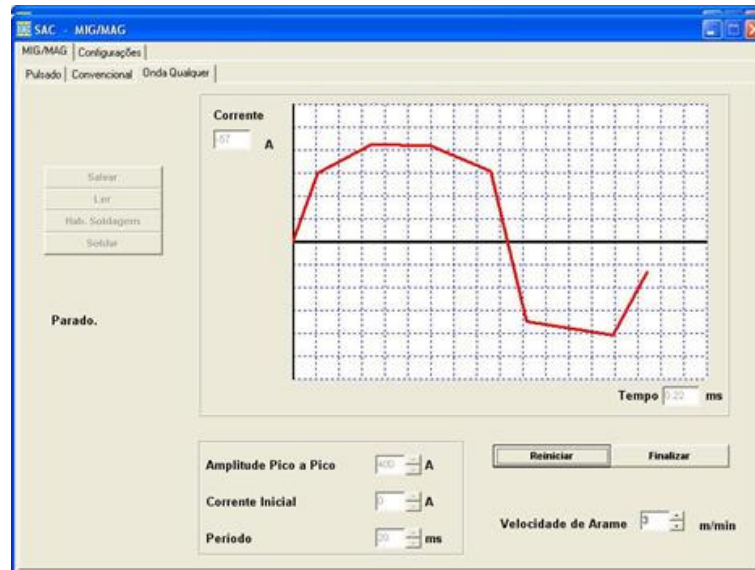 SAC - MIG/MAG
MIG/MAG Configurações
Pulsado Convencional Onda Qualquer
Corrente
-57 A
Salvar
Ler
Hab. Soldagem
Soldar
Parado.
Tempo 0.22 ms
Amplitude Pico a Pico 400 A
Corrente Inicial 0 A
Período 20 ms
Reiniciar Finalizar
Velocidade de Arame 3 m/min